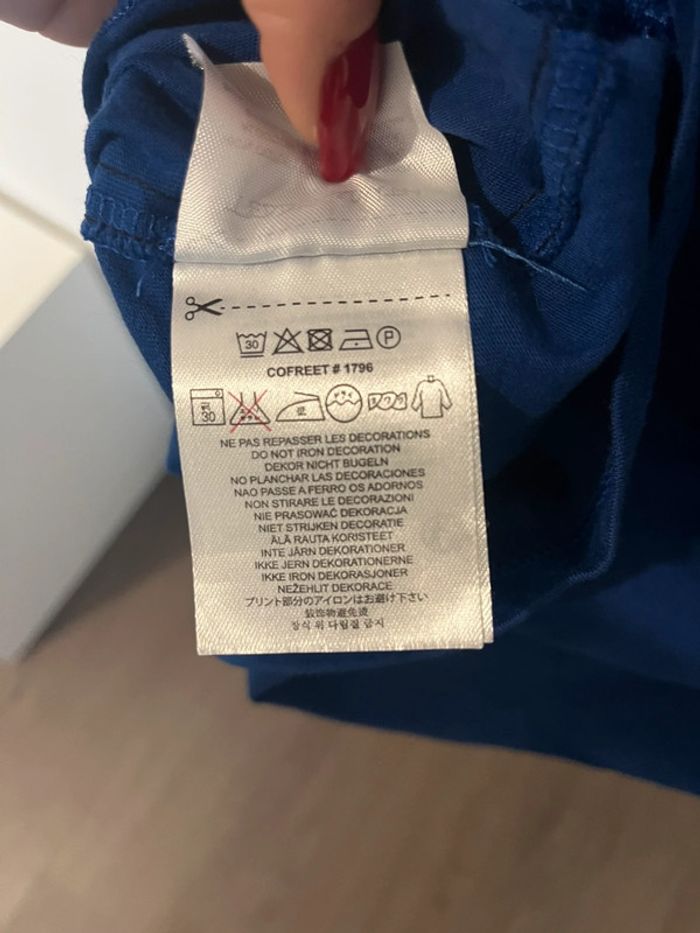 30
P
COFREET # 1796
30
NE PAS REPASSER LES DECORATIONS
DO NOT IRON DECORATION
DEKOR NICHT BUGELN
NO PLANCHAR LAS DECORACIONES
NAO PASSE A FERRO OS ADORNOS
NON STIRARE LE DECORAZIONI
NIE PRASOWAĆ DEKORACJA
NIET STRIJKEN DECORATIE
ÄLÄ RAUTA KORISTEET
INTE JÄRN DEKORATIONER
IKKE JERN DEKORATIONERNE
IKKE IRON DEKORASJONER
NEŽEHLIT DEKORACE
プリント部分のアイロンはお避け下さい
装饰物避免烫
장식 위 다림질 금지